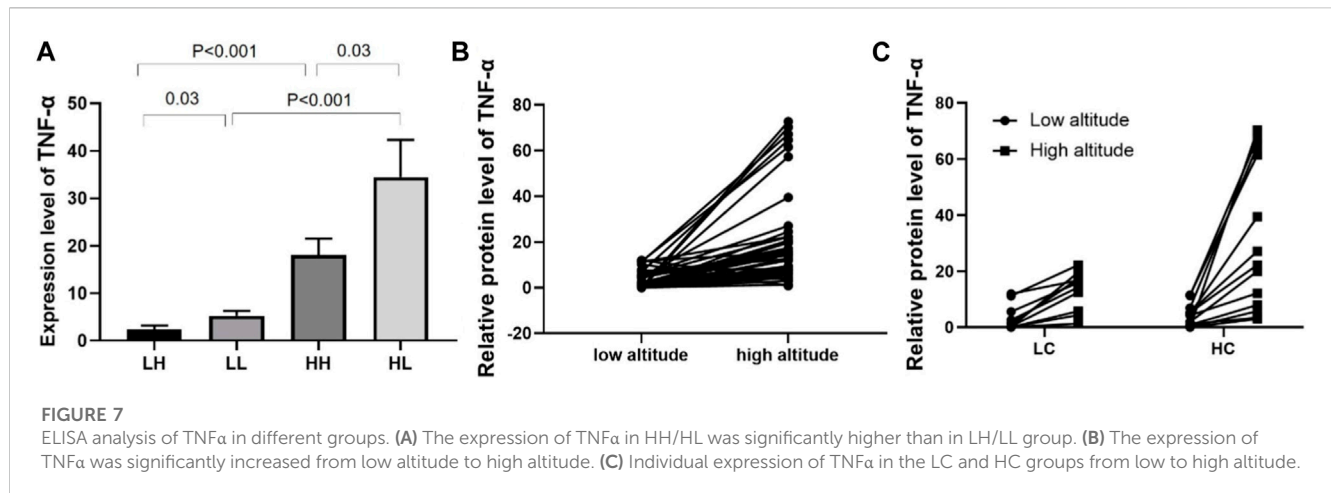 A
P<0.001
0.03
0.03
P<0.001
Expression level of TNF-α
50
40
30
20
10
0
LH
LL
HH
HL
B
Relative protein level of TNF-α
80
60
40
20
0
-20
low altitude
high altitude
C
Relative protein level of TNF-α
80
60
40
20
0
Low altitude
High altitude
LC
HC
FIGURE 7
ELISA analysis of TNFα in different groups. (A) The expression of TNFα in HH/HL was significantly higher than in LH/LL group. (B) The expression of
TNFα was significantly increased from low altitude to high altitude. (C) Individual expression of TNFα in the LC and HC groups from low to high altitude.